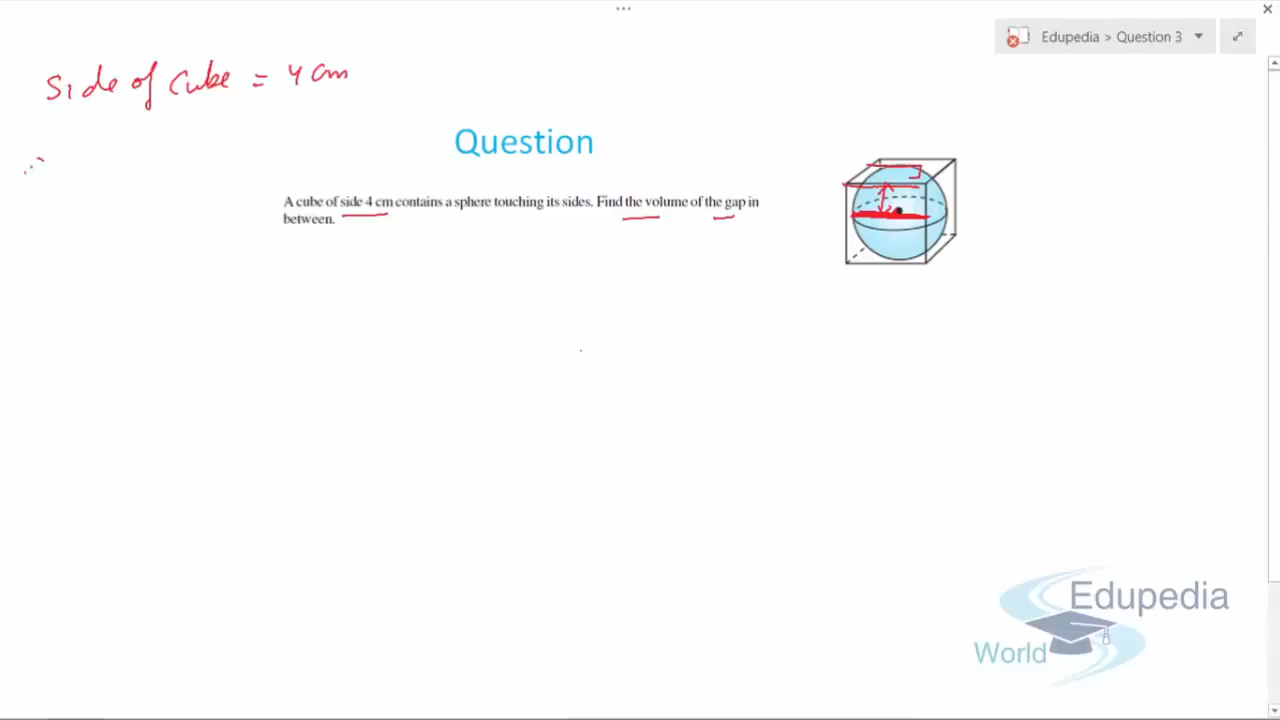 Edupedia > Question 3
Side of Cube = 4 cm
Question
A cube of side 4 cm contains a sphere touching its sides. Find the volume of the gap in
between.
Edupedia
World